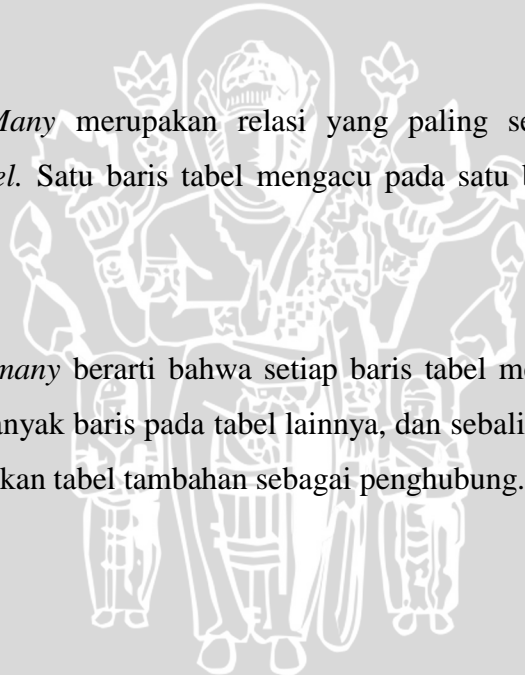 Many merupakan relasi yang paling se
el. Satu baris tabel mengacu pada satu b
many berarti bahwa setiap baris tabel me
anyak baris pada tabel lainnya, dan sebali
kan tabel tambahan sebagai penghubung.